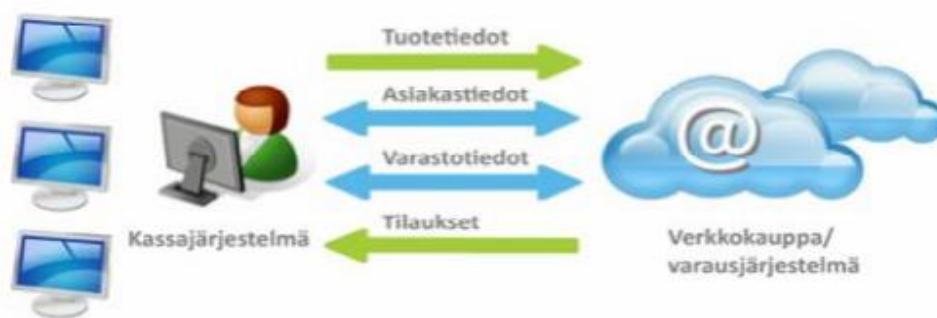 Tuotetiedot
Asiakastiedot
Varastotiedot
Tilaukset
Kassajärjestelmä
@
Verkkokauppa/
varausjärjestelmä